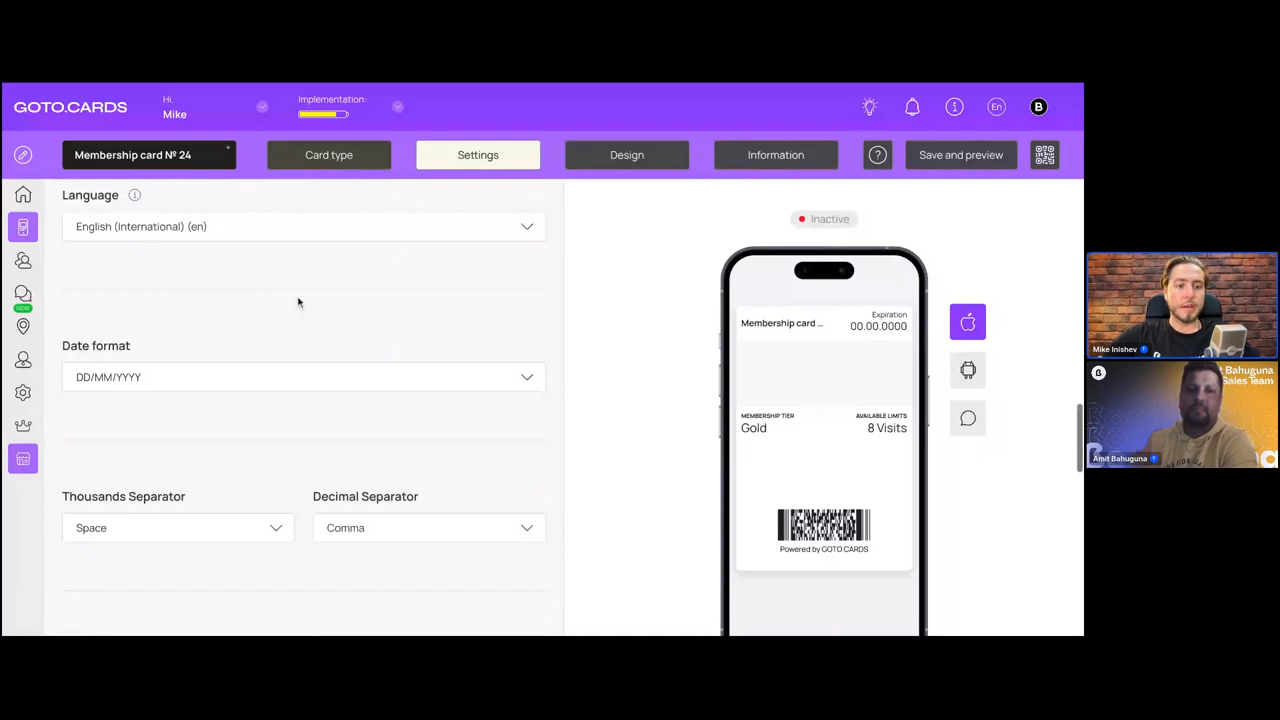 GOTO.CARDS
Hi,
Mike
Implementation:
En
B
Membership card № 24 *
Card type
Settings
Design
Information
?
Save and preview
NEW
Language
English (International) (en)
Date format
DD/MM/YYYY
Thousands Separator
Decimal Separator
Space
Comma
Inactive
Membership card ...
Expiration
00.00.0000
MEMBERSHIP TIER
AVAILABLE LIMITS
Gold
8 Visits
Powered by GOTO CARDS
Mike Inishev
Bahuguna
Sales Team
Amit Bahuguna